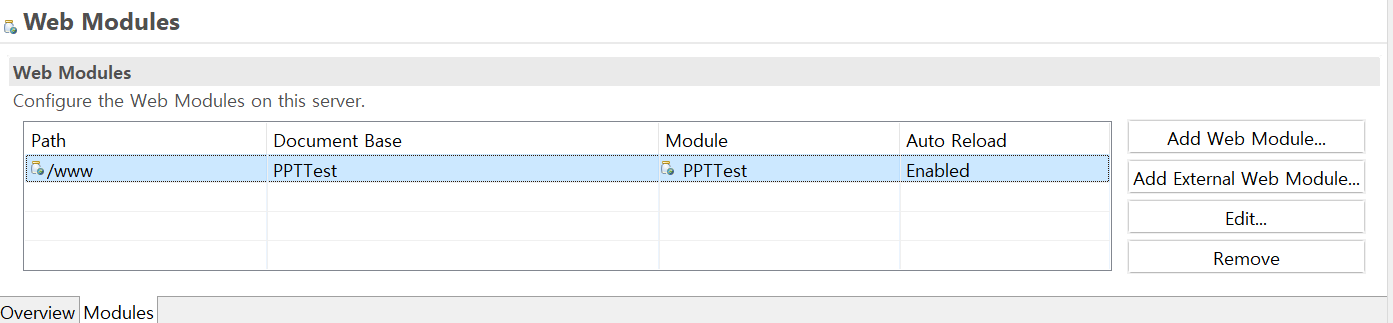 Web Modules
Web Modules
Configure the Web Modules on this server.
Path Document Base Module Auto Reload
/www PPTTest PPTTest Enabled
Add Web Module...
Add External Web Module...
Edit...
Remove
Overview Modules